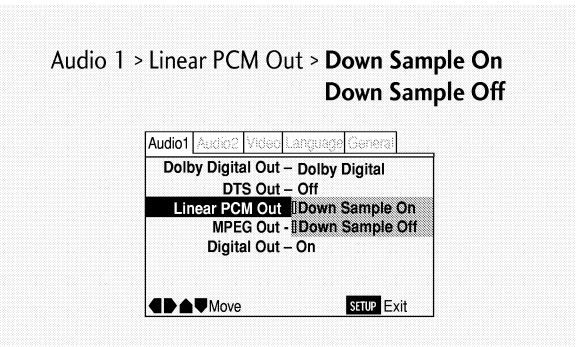 Audio 1 > Linear PCM Out > Down Sample On
Down Sample Off
Audio1 Audio2 Video Language General
Dolby Digital Out – Dolby Digital
DTS Out – Off
Linear PCM Out Down Sample On
MPEG Out - Down Sample Off
Digital Out – On
Move SETUP Exit